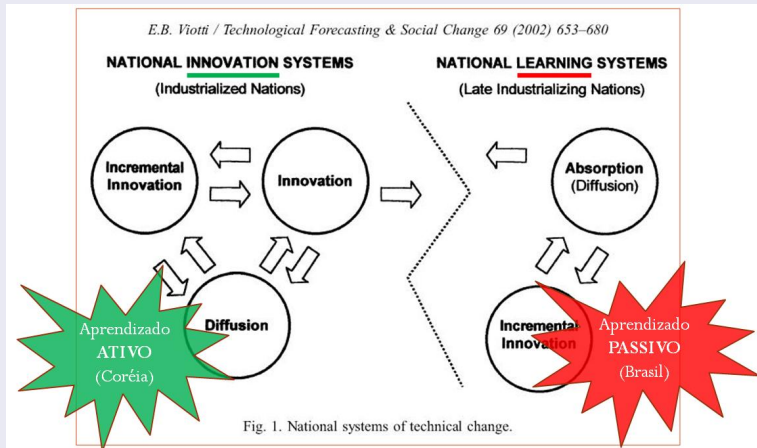 E.B. Viotti / Technological Forecasting & Social Change 69 (2002) 653–680
NATIONAL INNOVATION SYSTEMS
(Industrialized Nations)
NATIONAL LEARNING SYSTEMS
(Late Industrializing Nations)
Incremental
Innovation
Innovation
Absorption
(Diffusion)
Diffusion
Incremental
Innovation
Aprendizado
ATIVO
(Coréia)
Aprendizado
PASSIVO
(Brasil)
Fig. 1. National systems of technical change.